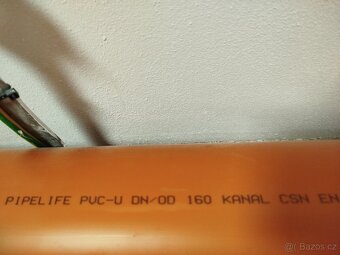 PIPELIFE PVC-U DN/OD 160 KANAL CSN EN
Bazos.cz